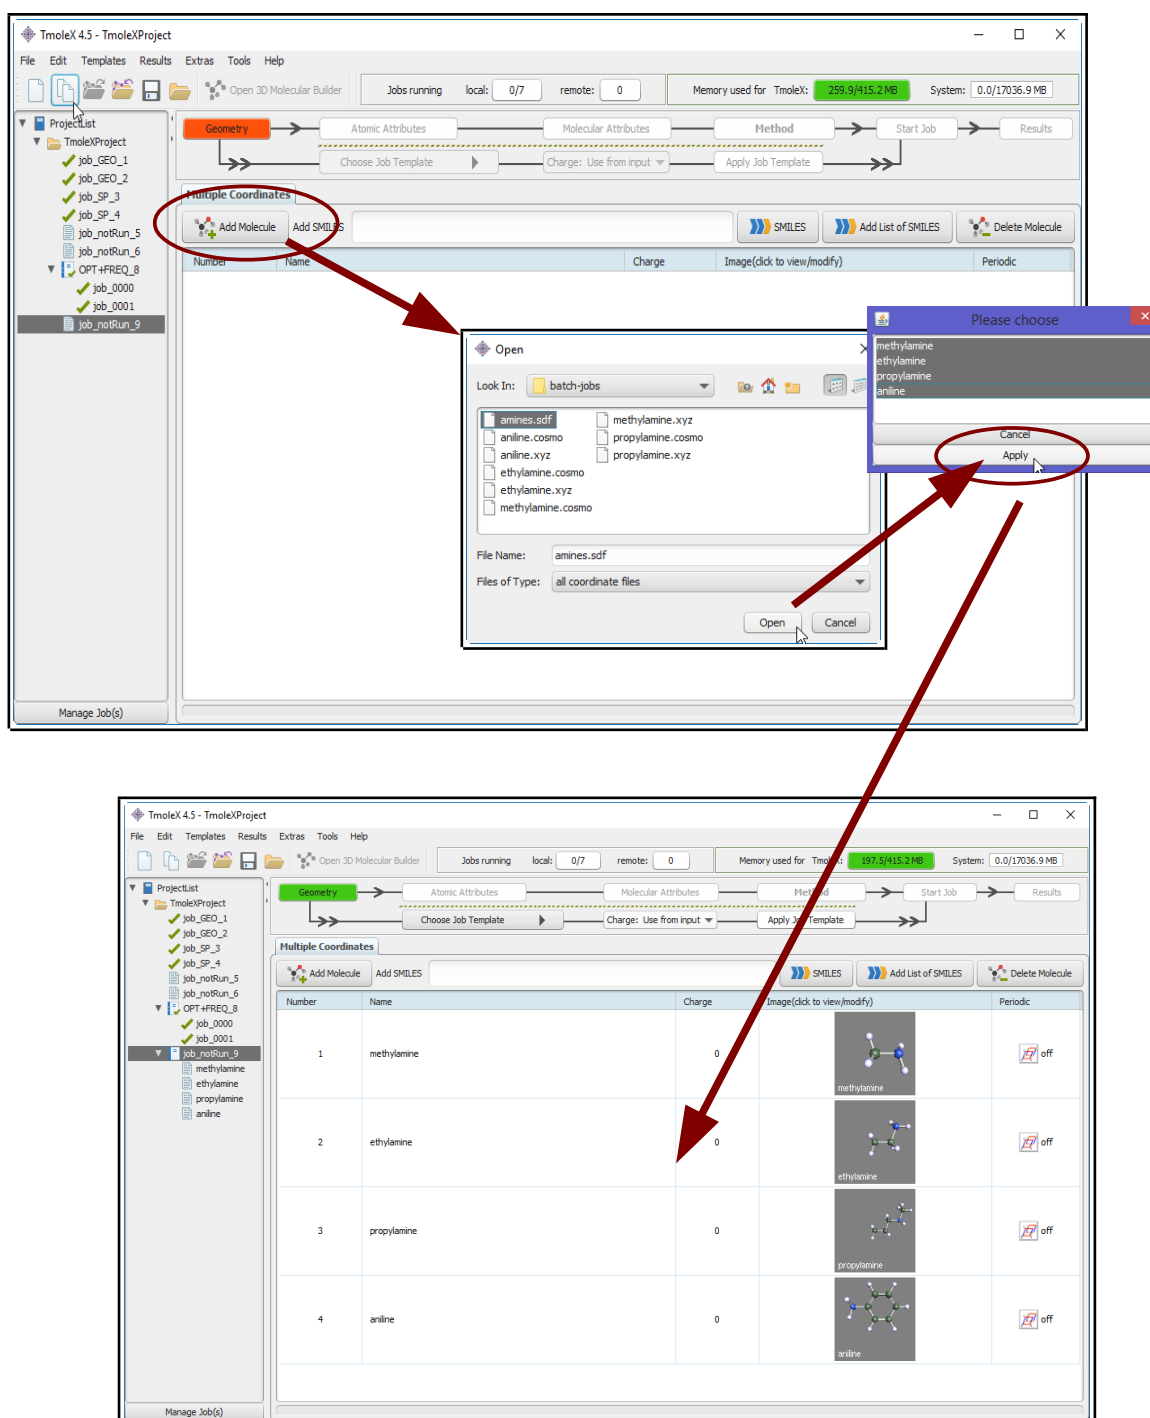 TmoleX 4.5 - TmoleXProject
File Edit Templates Results Extras Tools Help
Open 3D Molecular Builder Jobs running local: 0/7 remote: 0 Memory used for TmoleX: 259.9/415.2 MB System: 0.0/17036.9 MB
ProjectList
TmoleXProject
job_GEO_1
job_GEO_2
job_SP_3
job_SP_4
job_notRun_5
job_notRun_6
OPT+FREQ_8
job_0000
job_0001
job_notRun_9
Manage Job(s)
Geometry Atomic Attributes Molecular Attributes Method Start Job Results
Choose Job Template Charge: Use from input Apply Job Template
Multiple Coordinates
Add Molecule Add SMILES SMILES Add List of SMILES Delete Molecule
Number Name Charge Image(click to view/modify) Periodic
Open
Look In: batch-jobs
amines.sdf methylamine.xyz
aniline.cosmo propylamine.cosmo
aniline.xyz propylamine.xyz
ethylamine.cosmo
ethylamine.xyz
methylamine.cosmo
File Name: amines.sdf
Files of Type: all coordinate files
Open Cancel
Please choose
methylamine
ethylamine
propylamine
aniline
Cancel
Apply
TmoleX 4.5 - TmoleXProject
File Edit Templates Results Extras Tools Help
Open 3D Molecular Builder Jobs running local: 0/7 remote: 0 Memory used for TmoleX: 197.5/415.2 MB System: 0.0/17036.9 MB
ProjectList
TmoleXProject
job_GEO_1
job_GEO_2
job_SP_3
job_SP_4
job_notRun_5
job_notRun_6
OPT+FREQ_8
job_0000
job_0001
job_notRun_9
methylamine
ethylamine
propylamine
aniline
Manage Job(s)
Geometry Atomic Attributes Molecular Attributes Method Start Job Results
Choose Job Template Charge: Use from input Apply Job Template
Multiple Coordinates
Add Molecule Add SMILES SMILES Add List of SMILES Delete Molecule
Number Name Charge Image(click to view/modify) Periodic
1 methylamine 0 methylamine off
2 ethylamine 0 ethylamine off
3 propylamine 0 propylamine off
4 aniline 0 aniline off